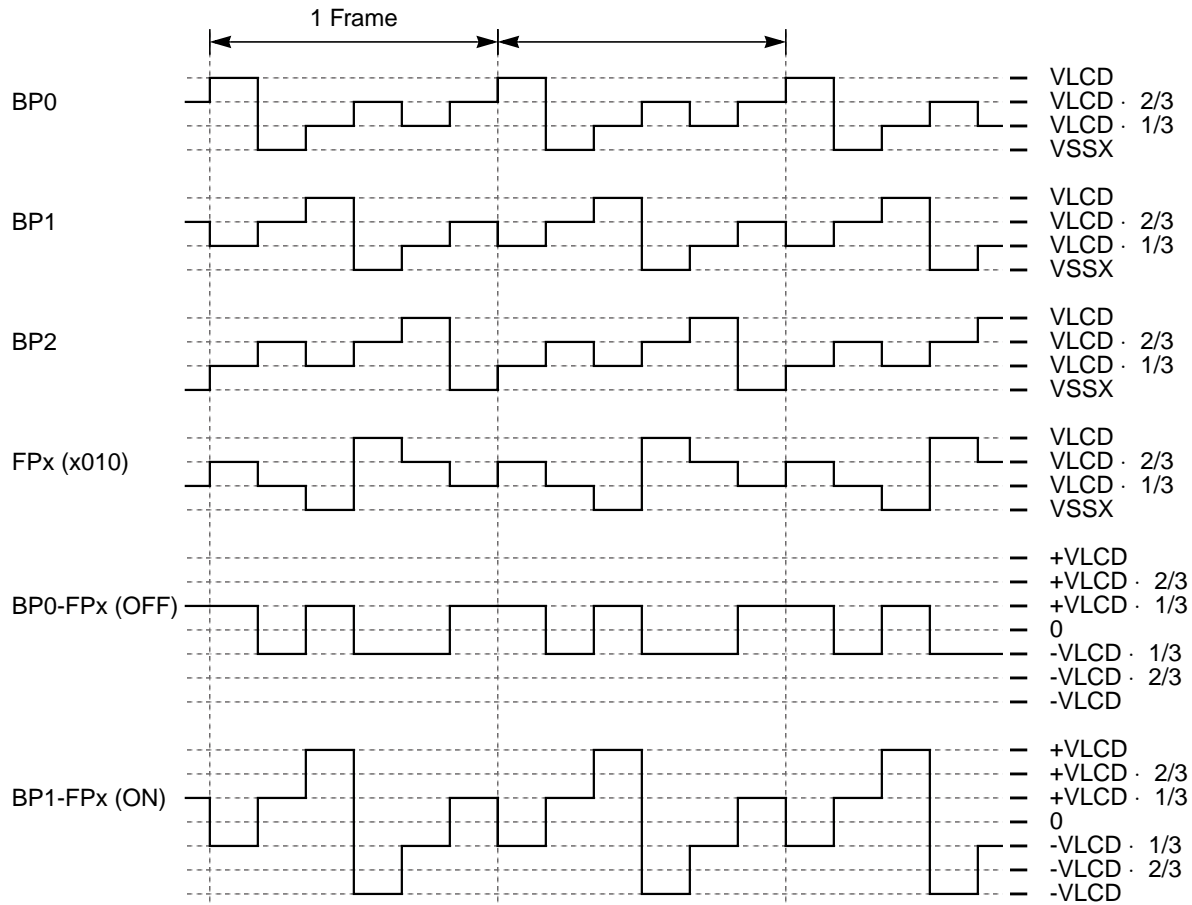 1 Frame
BP0
VLCD
VLCD · 2/3
VLCD · 1/3
VSSX
BP1
VLCD
VLCD · 2/3
VLCD · 1/3
VSSX
BP2
VLCD
VLCD · 2/3
VLCD · 1/3
VSSX
FPx (x010)
VLCD
VLCD · 2/3
VLCD · 1/3
VSSX
BP0-FPx (OFF)
+VLCD
+VLCD · 2/3
+VLCD · 1/3
0
-VLCD · 1/3
-VLCD · 2/3
-VLCD
BP1-FPx (ON)
+VLCD
+VLCD · 2/3
+VLCD · 1/3
0
-VLCD · 1/3
-VLCD · 2/3
-VLCD